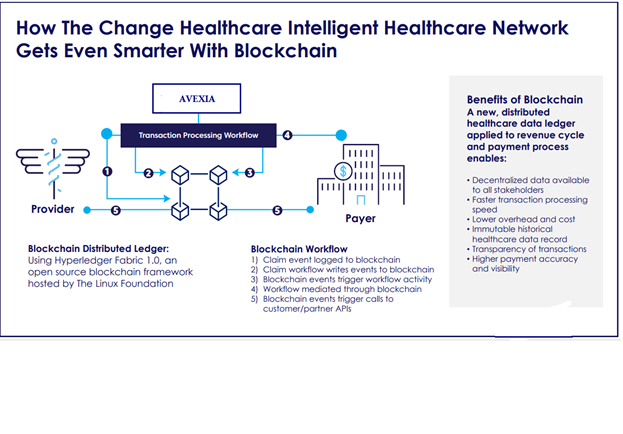 How The Change Healthcare Intelligent Healthcare Network
Gets Even Smarter With Blockchain
AVEXIA
Transaction Processing Workflow
4
1
2
3
$
Provider
5
5
Payer
Blockchain Distributed Ledger:
Using Hyperledger Fabric 1.0, an
open source blockchain framework
hosted by The Linux Foundation
Blockchain Workflow
1) Claim event logged to blockchain
2) Claim workflow writes events to blockchain
3) Blockchain events trigger workflow activity
4) Workflow mediated through blockchain
5) Blockchain events trigger calls to
customer/partner APIs
Benefits of Blockchain
A new, distributed
healthcare data ledger
applied to revenue cycle
and payment process
enables:
• Decentralized data available
to all stakeholders
• Faster transaction processing
speed
• Lower overhead and cost
• Immutable historical
healthcare data record
• Transparency of transactions
• Higher payment accuracy
and visibility